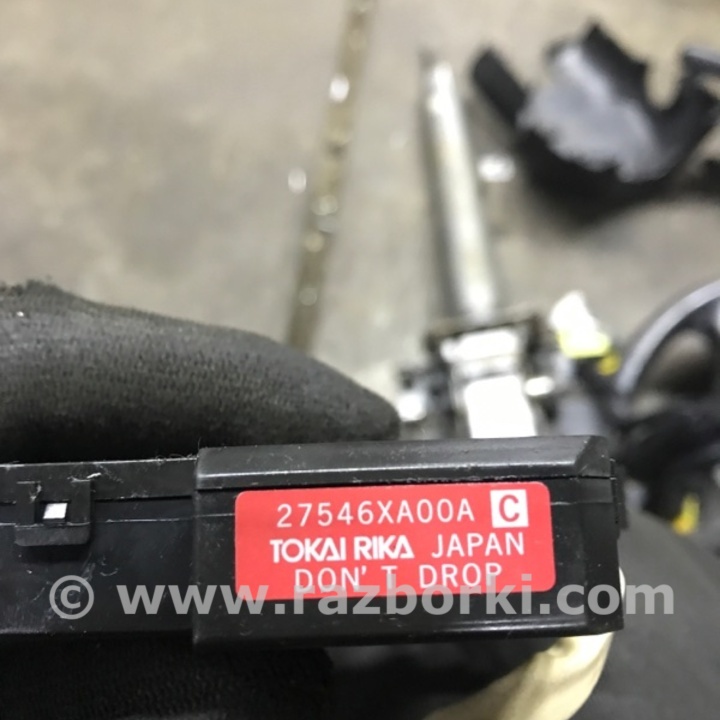 27546XA00A C
TOKAI RIKA JAPAN
DON'T DROP
© www.razborki.com